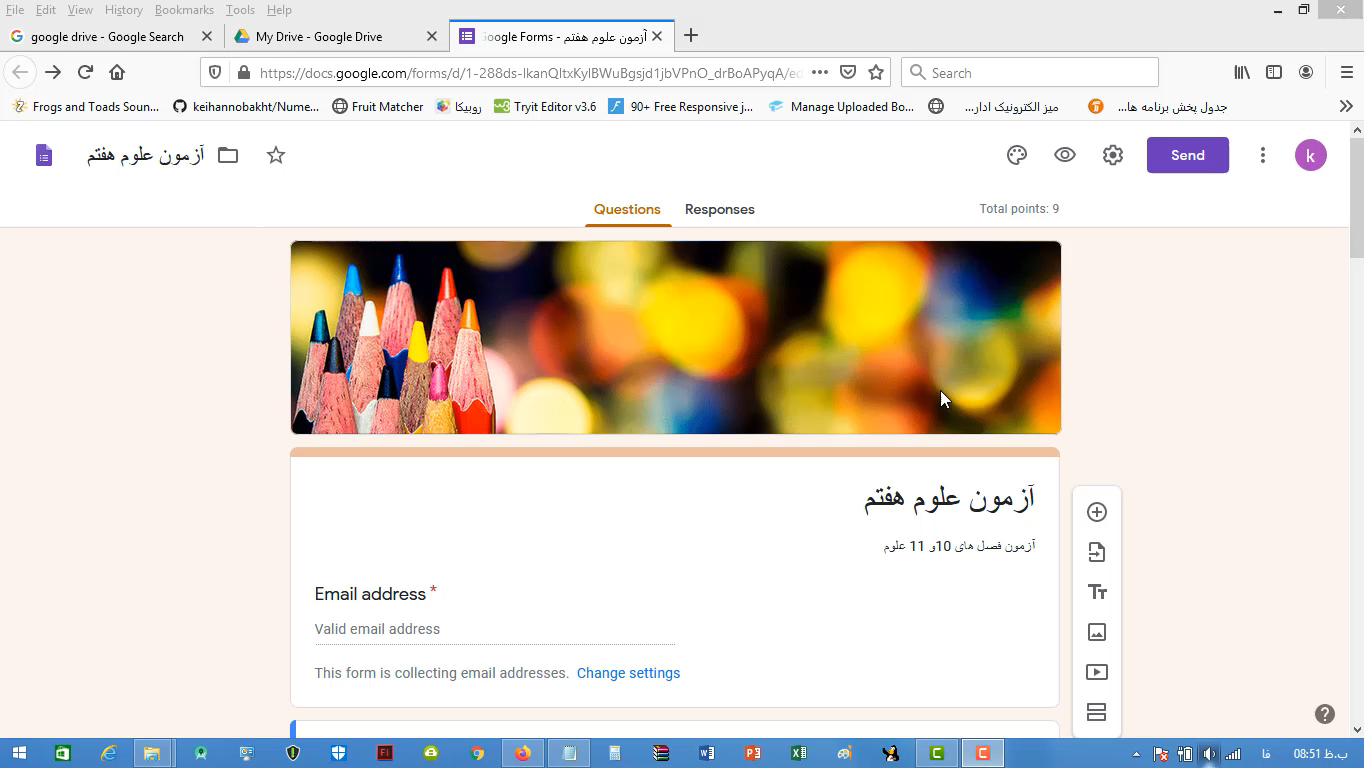 File Edit View History Bookmarks Tools Help
google drive - Google Search
My Drive - Google Drive
Google Forms - آزمون علوم هفتم
https://docs.google.com/forms/d/1-288ds-lkanQltxKylBWuBgsjd1jbVPnO_drBoAPyqA/ed
Search
Frogs and Toads Soun...
keihannobakht/Nume...
Fruit Matcher
روبیکا
Tryit Editor v3.6
90+ Free Responsive j...
Manage Uploaded Bo...
میز الکترونیک ادار...
جدول پخش برنامه ها...
آزمون علوم هفتم
Send
k
Questions
Responses
Total points: 9
آزمون علوم هفتم
آزمون فصل های 10و 11 علوم
Email address *
Valid email address
This form is collecting email addresses. Change settings
فا
08:51 ب.ظ